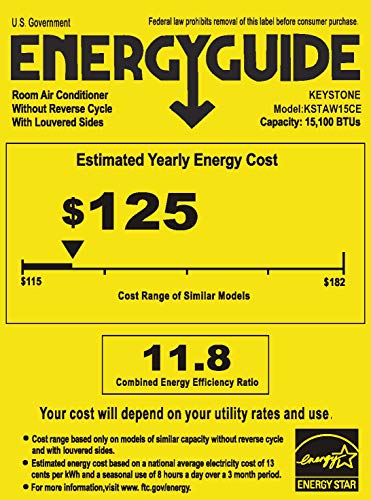 U.S. Government
Federal law prohibits removal of this label before consumer purchase.
ENERGYGUIDE
Room Air Conditioner
Without Reverse Cycle
With Louvered Sides
KEYSTONE
Model:KSTAW15CE
Capacity: 15,100 BTUs
Estimated Yearly Energy Cost
$125
$115
$182
Cost Range of Similar Models
11.8
Combined Energy Efficiency Ratio
Your cost will depend on your utility rates and use.
● Cost range based only on models of similar capacity without reverse cycle
and with louvered sides.
● Estimated energy cost based on a national average electricity cost of 13
cents per kWh and a seasonal use of 8 hours a day over a 3 month period.
● For more information,visit www. ftc.gov/energy.
energy
ENERGY STAR